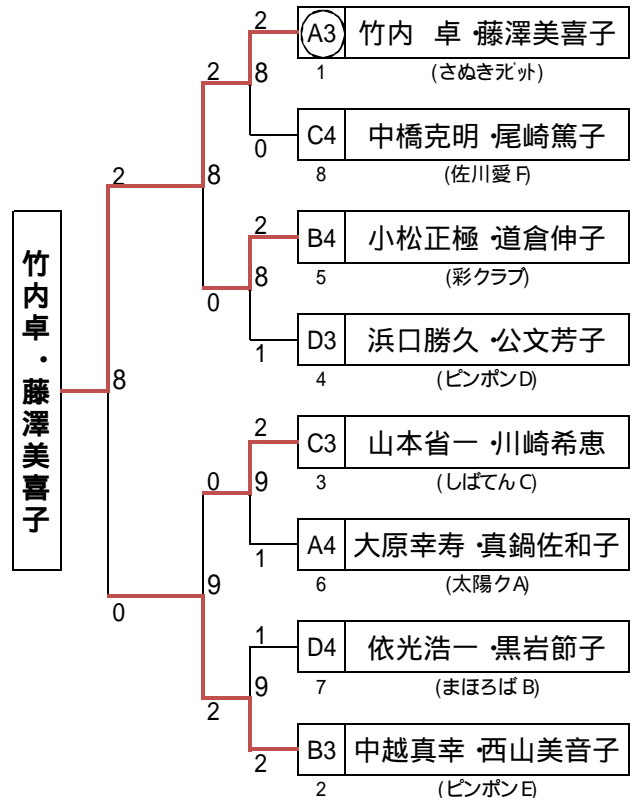 2
A3 竹内 卓・藤澤美喜子
1 (さぬきラビット)
2
8
0
C4 中橋克明・尾崎篤子
8 (佐川愛F)
2
8
2
B4 小松正極・道倉伸子
5 (彩クラブ)
0
8
1
D3 浜口勝久・公文芳子
4 (ピンポンD)
竹内卓・藤澤美喜子
8
2
C3 山本省一・川崎希恵
3 (しばてんC)
0
9
1
A4 大原幸寿・真鍋佐和子
6 (太陽クA)
0
9
1
D4 依光浩一・黒岩節子
7 (まほろばB)
2
9
2
B3 中越真幸・西山美音子
2 (ピンポンE)